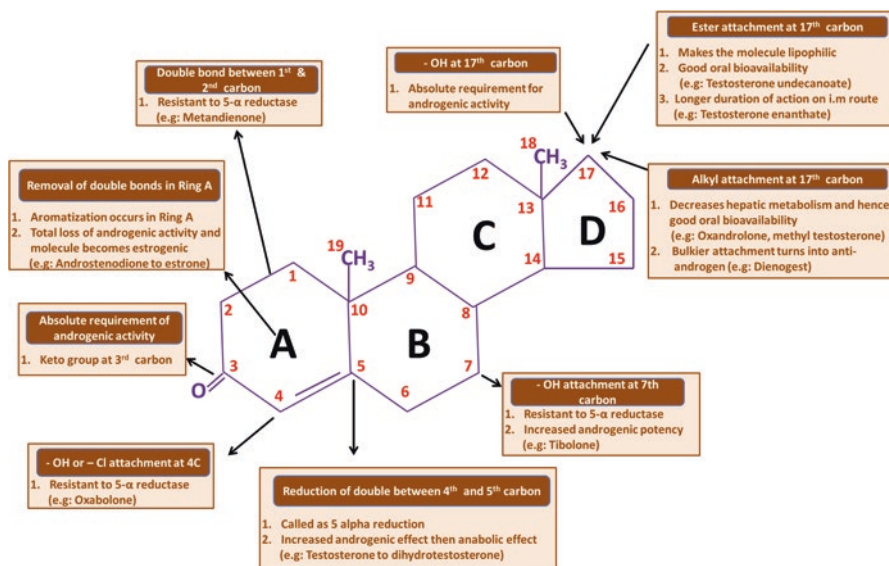 Double bond between 1st &
2nd carbon
1. Resistant to 5-α reductase
(e.g: Metandienone)
- OH at 17th carbon
1. Absolute requirement for
androgenic activity
Ester attachment at 17th carbon
1. Makes the molecule lipophilic
2. Good oral bioavailability
(e.g: Testosterone undecanoate)
3. Longer duration of action on i.m route
(e.g: Testosterone enanthate)
Removal of double bonds in Ring A
1. Aromatization occurs in Ring A
2. Total loss of androgenic activity and
molecule becomes estrogenic
(e.g: Androstenodione to estrone)
Alkyl attachment at 17th carbon
1. Decreases hepatic metabolism and hence
good oral bioavailability
(e.g: Oxandrolone, methyl testosterone)
2. Bulkier attachment turns into anti-
androgen (e.g: Dienogest)
Absolute requirement of
androgenic activity
1. Keto group at 3rd carbon
18
CH3
17
12
11
13
16
C
D
19
CH3
14
15
1
9
2
10
8
A
B
3
5
7
O
4
6
- OH attachment at 7th
carbon
1. Resistant to 5-α reductase
2. Increased androgenic potency
(e.g: Tibolone)
- OH or – Cl attachment at 4C
1. Resistant to 5-α reductase
(e.g: Oxabolone)
Reduction of double between 4th and 5th carbon
1. Called as 5 alpha reduction
2. Increased androgenic effect then anabolic effect
(e.g: Testosterone to dihydrotestosterone)